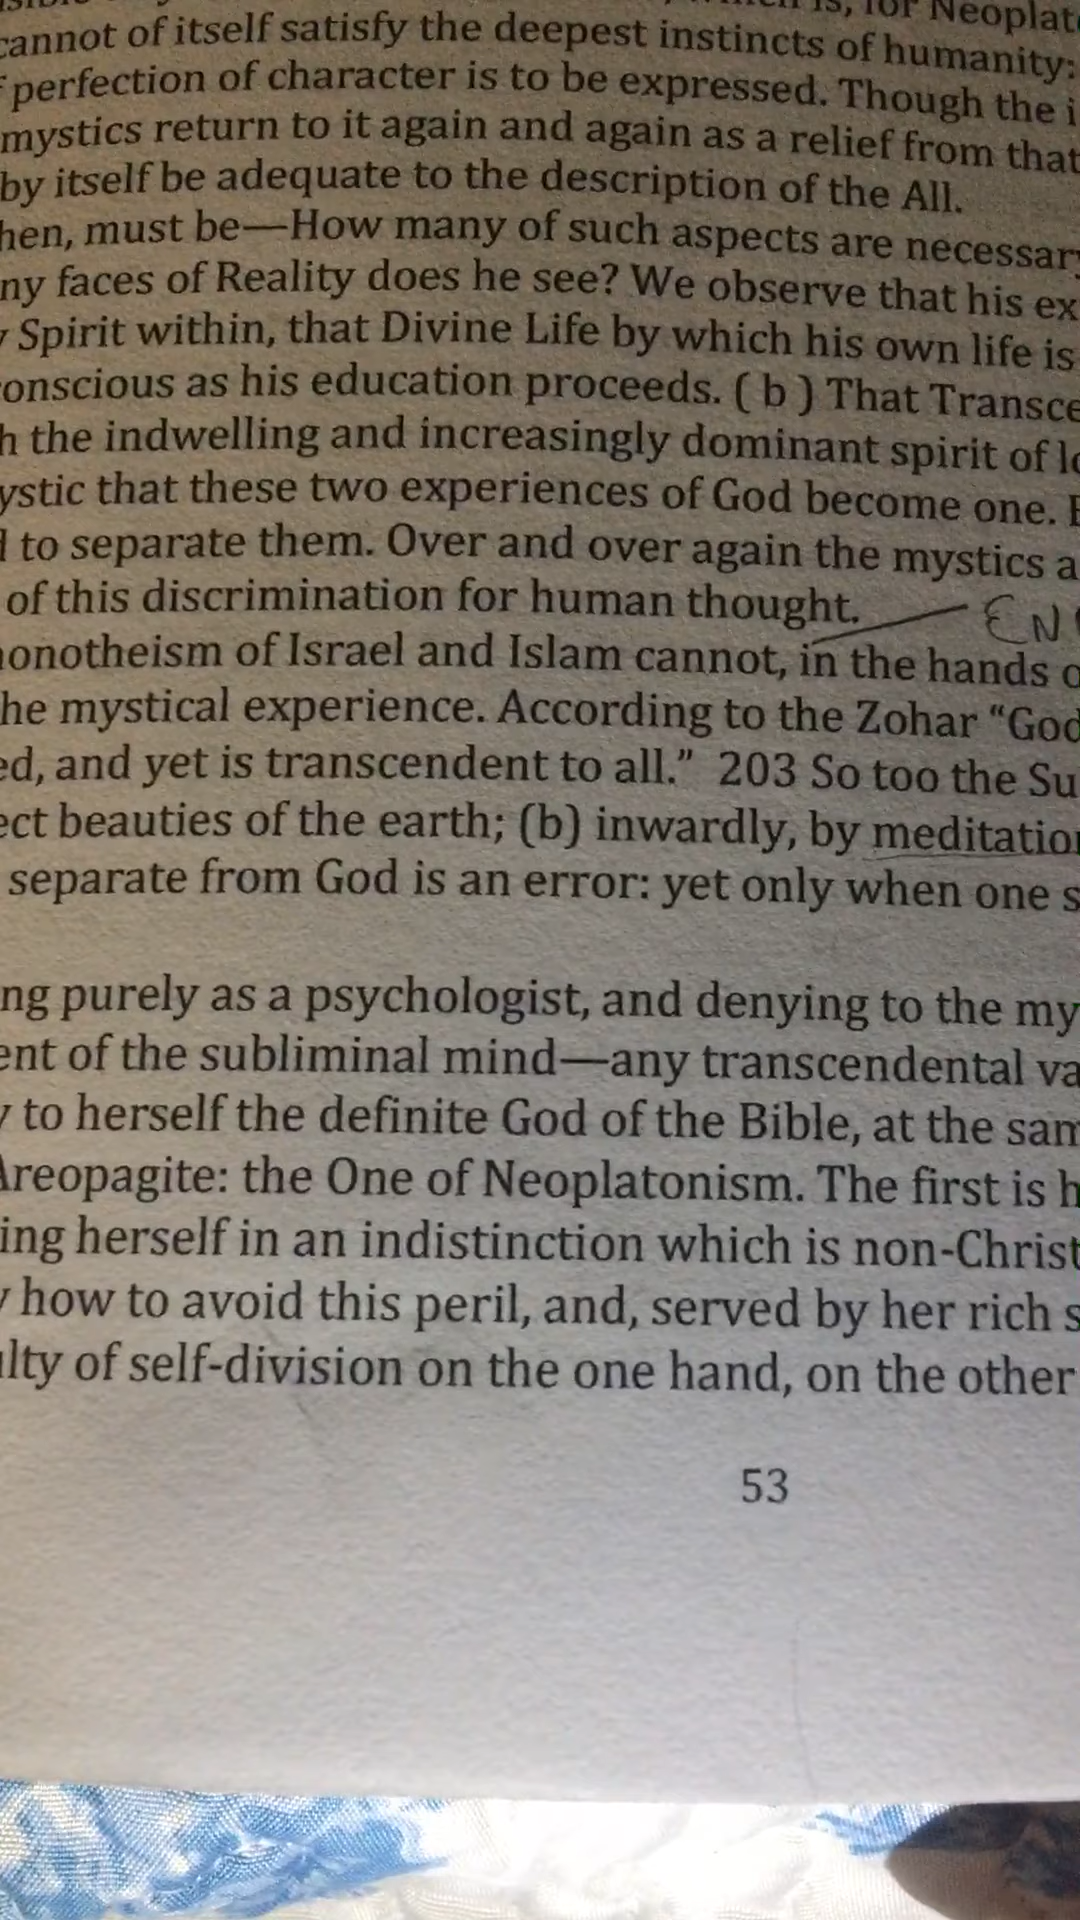 is, for Neoplat
cannot of itself satisfy the deepest instincts of humanity:
perfection of character is to be expressed. Though the i
mystics return to it again and again as a relief from that
by itself be adequate to the description of the All.
hen, must be—How many of such aspects are necessary
ny faces of Reality does he see? We observe that his ex
y Spirit within, that Divine Life by which his own life is
conscious as his education proceeds. ( b ) That Transce
h the indwelling and increasingly dominant spirit of lo
ystic that these two experiences of God become one. E
d to separate them. Over and over again the mystics a
of this discrimination for human thought. EN
onotheism of Israel and Islam cannot, in the hands o
he mystical experience. According to the Zohar “God
ed, and yet is transcendent to all.” 203 So too the Su
ect beauties of the earth; (b) inwardly, by meditation
separate from God is an error: yet only when one s
ng purely as a psychologist, and denying to the my
ent of the subliminal mind—any transcendental va
y to herself the definite God of the Bible, at the sam
Areopagite: the One of Neoplatonism. The first is h
ing herself in an indistinction which is non-Christ
y how to avoid this peril, and, served by her rich s
ulty of self-division on the one hand, on the other
53